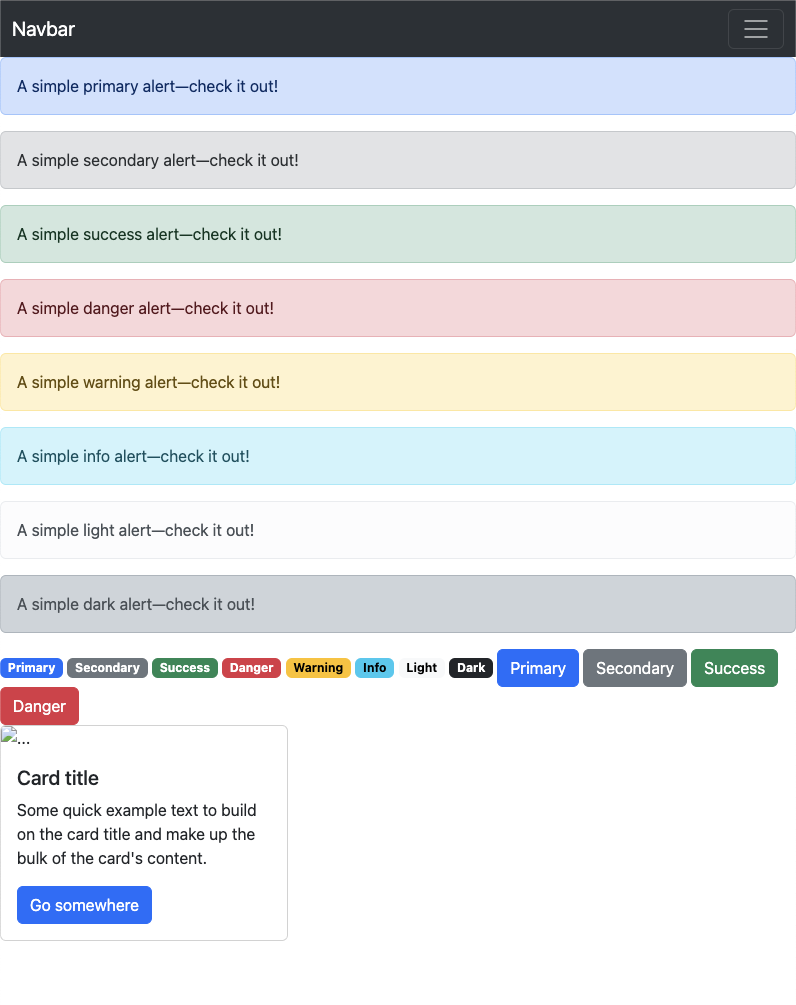 Navbar
A simple primary alert—check it out!
A simple secondary alert—check it out!
A simple success alert—check it out!
A simple danger alert—check it out!
A simple warning alert—check it out!
A simple info alert—check it out!
A simple light alert—check it out!
A simple dark alert—check it out!
Primary Secondary Success Danger Warning Info Light Dark Primary Secondary Success
Danger
...
Card title
Some quick example text to build
on the card title and make up the
bulk of the card's content.
Go somewhere